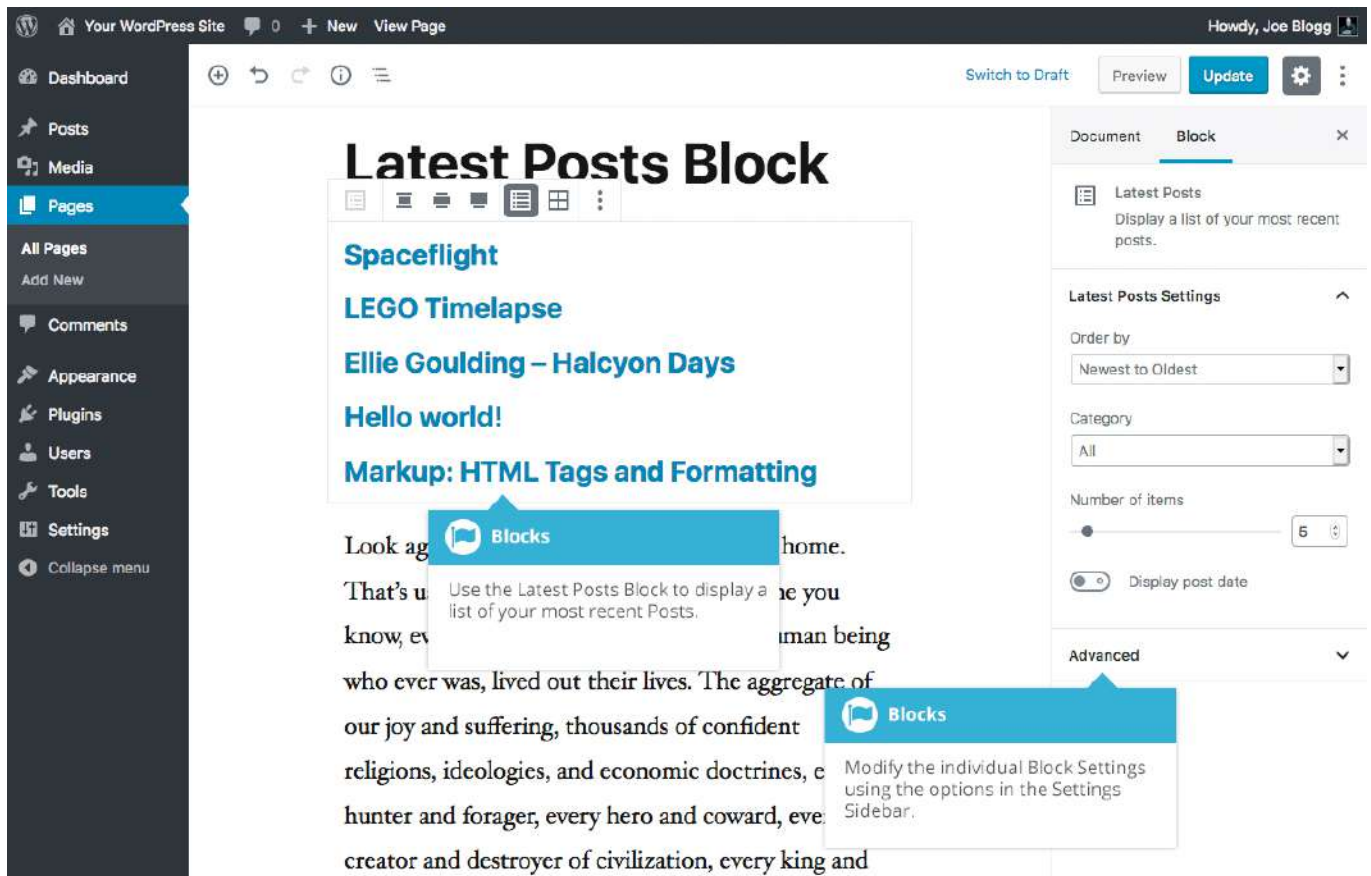 Your WordPress Site 0 New View Page Howdy, Joe Blogg
Dashboard
Posts
Media
Pages
All Pages
Add New
Comments
Appearance
Plugins
Users
Tools
Settings
Collapse menu
Switch to Draft Preview Update
Latest Posts Block
Spaceflight
LEGO Timelapse
Ellie Goulding – Halcyon Days
Hello world!
Markup: HTML Tags and Formatting
Blocks
Use the Latest Posts Block to display a
list of your most recent Posts.
Look ag home.
That's u ne you
know, ev uman being
who ever was, lived out their lives. The aggregate of
our joy and suffering, thousands of confident
religions, ideologies, and economic doctrines, e
hunter and forager, every hero and coward, eve
creator and destroyer of civilization, every king and
Document Block
Latest Posts
Display a list of your most recent
posts.
Latest Posts Settings
Order by
Newest to Oldest
Category
All
Number of items
5
Display post date
Advanced
Blocks
Modify the individual Block Settings
using the options in the Settings
Sidebar.